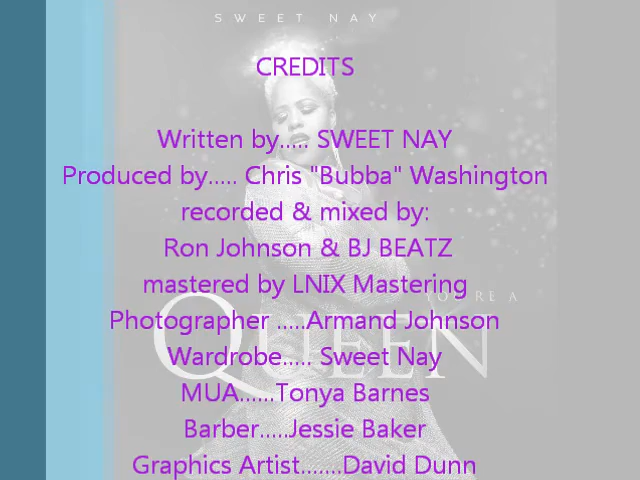 SWEET NAY
CREDITS
Written by..... SWEET NAY
Produced by..... Chris "Bubba" Washington
recorded & mixed by:
Ron Johnson & BJ BEATZ
mastered by LNIX Mastering
YOU'RE A
Photographer .....Armand Johnson
QUEEN
Wardrobe..... Sweet Nay
MUA......Tonya Barnes
Barber.....Jessie Baker
Graphics Artist.......David Dunn